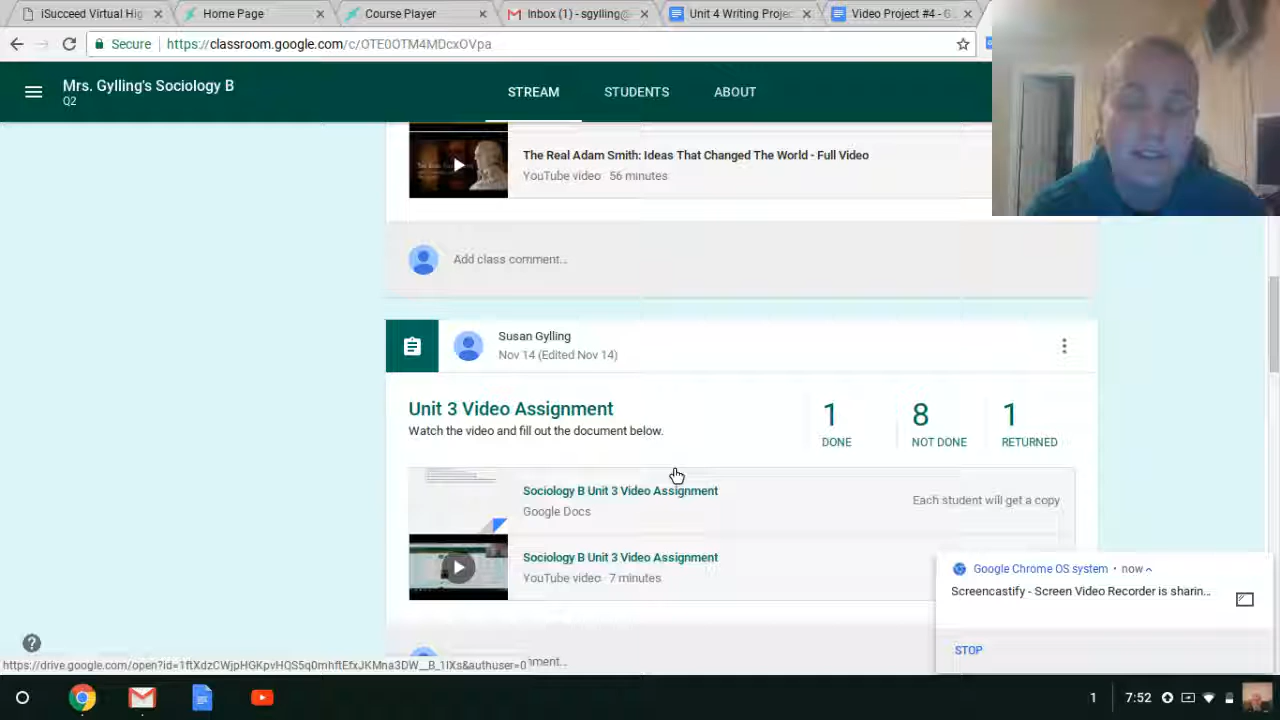 iSucceed Virtual Hig
Home Page
Course Player
Inbox (1) - sgylling@
Unit 4 Writing Projec
Video Project #4 - G
Secure
https://classroom.google.com/c/OTE0OTM4MDcxOVpa
Mrs. Gylling's Sociology B
Q2
STREAM
STUDENTS
ABOUT
The Real Adam Smith: Ideas That Changed The World - Full Video
YouTube video 56 minutes
Add class comment...
Susan Gylling
Nov 14 (Edited Nov 14)
Unit 3 Video Assignment
Watch the video and fill out the document below.
1
DONE
8
NOT DONE
1
RETURNED
Sociology B Unit 3 Video Assignment
Google Docs
Each student will get a copy
Sociology B Unit 3 Video Assignment
YouTube video 7 minutes
Google Chrome OS system • now
Screencastify - Screen Video Recorder is sharin...
STOP
ment...
1
7:52